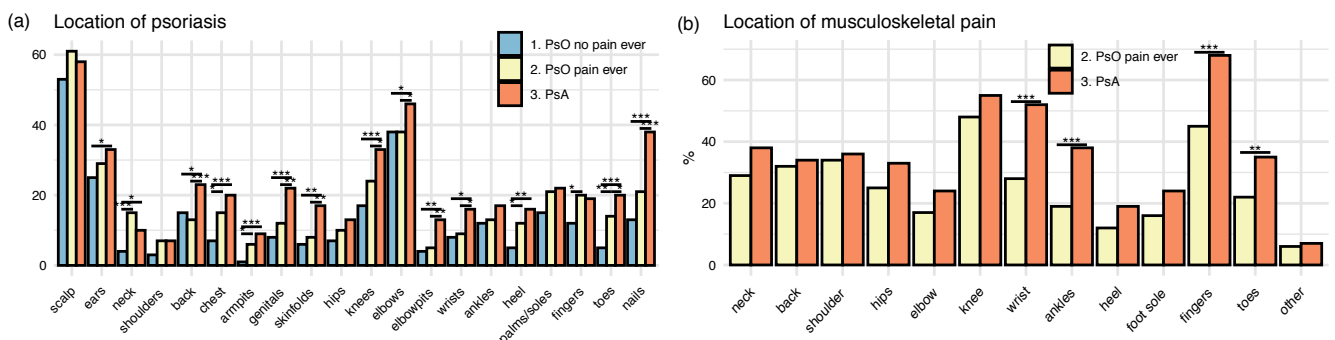 (a) Location of psoriasis
1. PsO no pain ever
2. PsO pain ever
3. PsA
60
40
20
0
* *** * * *** * * *** *** ** *** ** ** *** * * * ** ** * * * ** * *** * *** ***
scalp
ears
neck
shoulders
back
chest
armpits
genitals
skinfolds
hips
knees
elbows
elbowpits
wrists
ankles
heel
palms/soles
fingers
toes
nails
(b) Location of musculoskeletal pain
2. PsO pain ever
3. PsA
%
60
40
20
0
***
***
***
**
neck
back
shoulder
hips
elbow
knee
wrist
ankles
heel
foot sole
fingers
toes
other